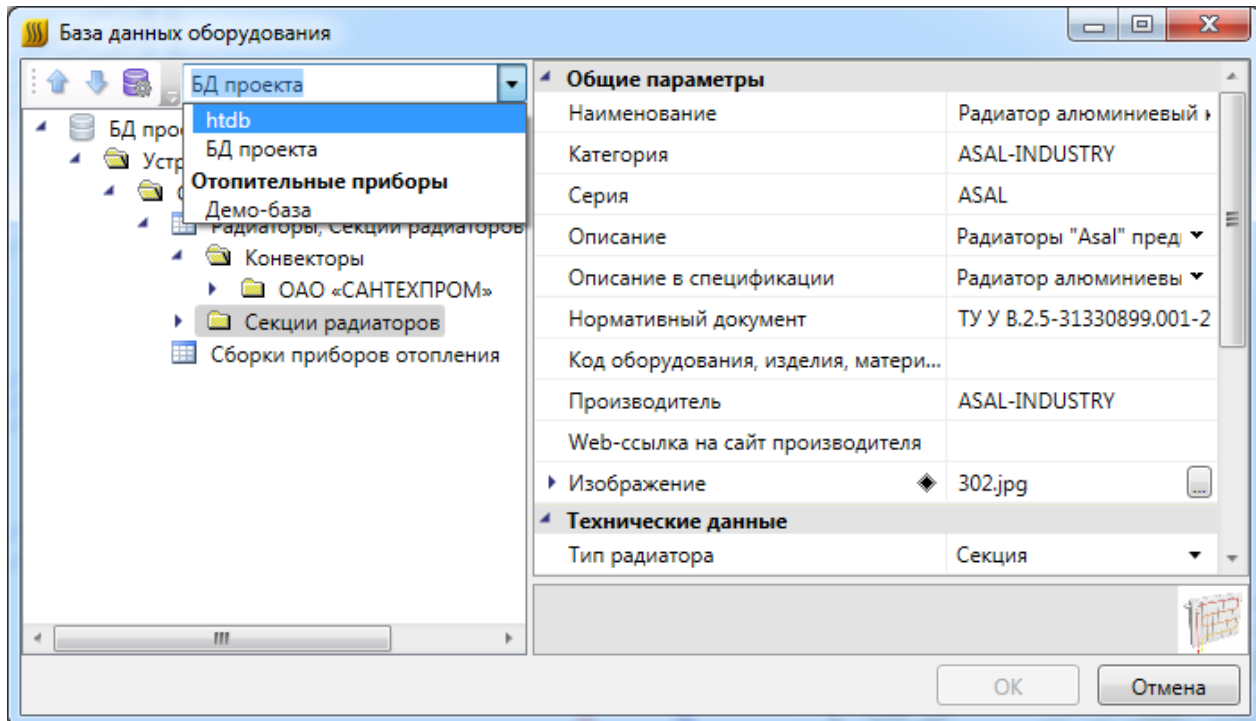 База данных оборудования
БД проекта
htdb
БД проекта
Отопительные приборы
Демо-база
БД
Радиаторы, Секции радиаторов
Конвекторы
ОАО «САНТЕХПРОМ»
Секции радиаторов
Сборки приборов отопления
Общие параметры
Наименование Радиатор алюминиевый
Категория ASAL-INDUSTRY
Серия ASAL
Описание Радиаторы "Asal" пред
Описание в спецификации Радиатор алюминиевы
Нормативный документ ТУ У В.2.5-31330899.001-2
Код оборудования, изделия, матери...
Производитель ASAL-INDUSTRY
Web-ссылка на сайт производителя
Изображение 302.jpg ...
Технические данные
Тип радиатора Секция
OK Отмена